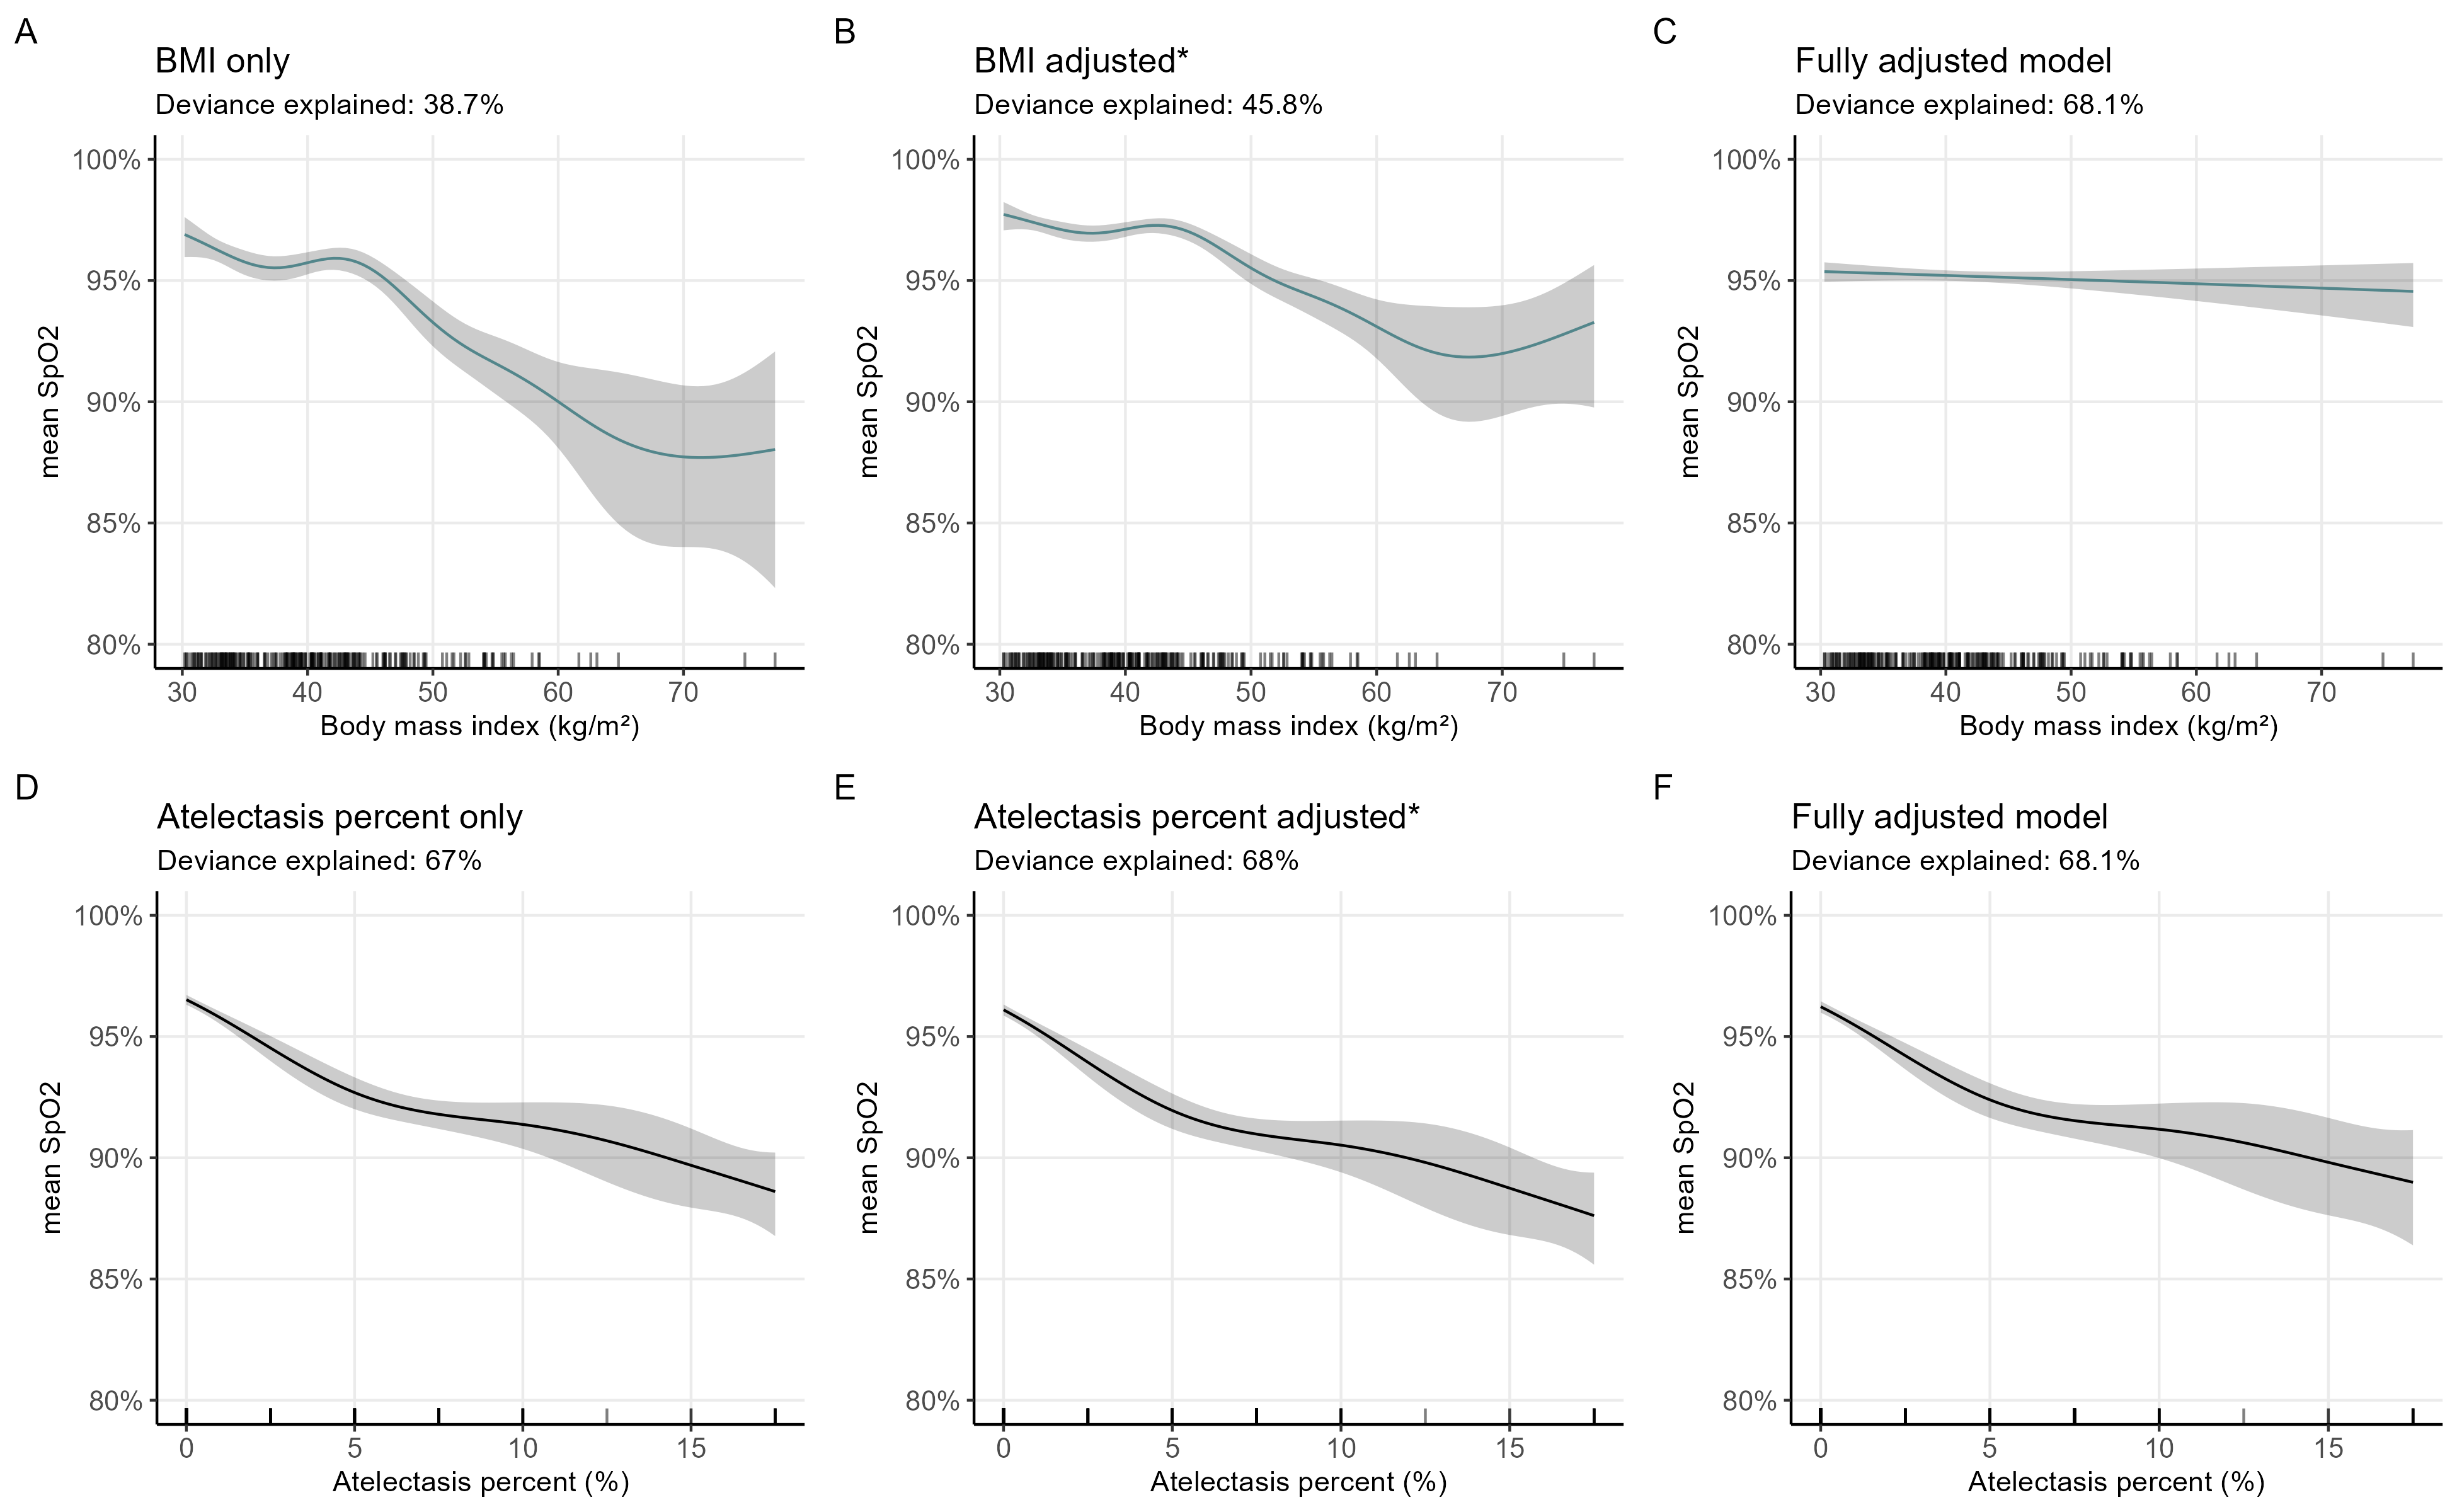 A
BMI only
Deviance explained: 38.7%
100%
95%
90%
85%
80%
mean SpO2
30 40 50 60 70
Body mass index (kg/m²)
B
BMI adjusted*
Deviance explained: 45.8%
100%
95%
90%
85%
80%
mean SpO2
30 40 50 60 70
Body mass index (kg/m²)
C
Fully adjusted model
Deviance explained: 68.1%
100%
95%
90%
85%
80%
mean SpO2
30 40 50 60 70
Body mass index (kg/m²)
D
Atelectasis percent only
Deviance explained: 67%
100%
95%
90%
85%
80%
mean SpO2
0 5 10 15
Atelectasis percent (%)
E
Atelectasis percent adjusted*
Deviance explained: 68%
100%
95%
90%
85%
80%
mean SpO2
0 5 10 15
Atelectasis percent (%)
F
Fully adjusted model
Deviance explained: 68.1%
100%
95%
90%
85%
80%
mean SpO2
0 5 10 15
Atelectasis percent (%)